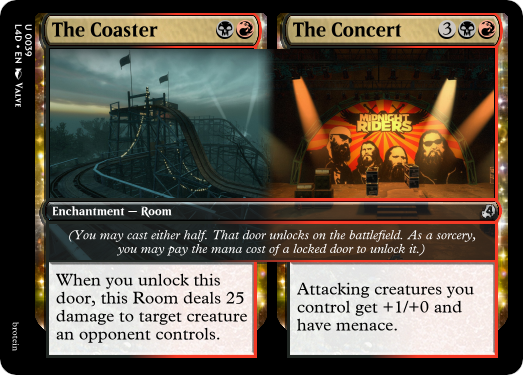 The Coaster
The Concert
3
MiDNiGHT
RiDERS
Enchantment — Room
(You may cast either half. That door unlocks on the battlefield. As a sorcery,
you may pay the mana cost of a locked door to unlock it.)
When you unlock this
door, this Room deals 25
damage to target creature
an opponent controls.
Attacking creatures you
control get +1/+0 and
have menace.
U 0039
L4D • EN VALVE
brotein